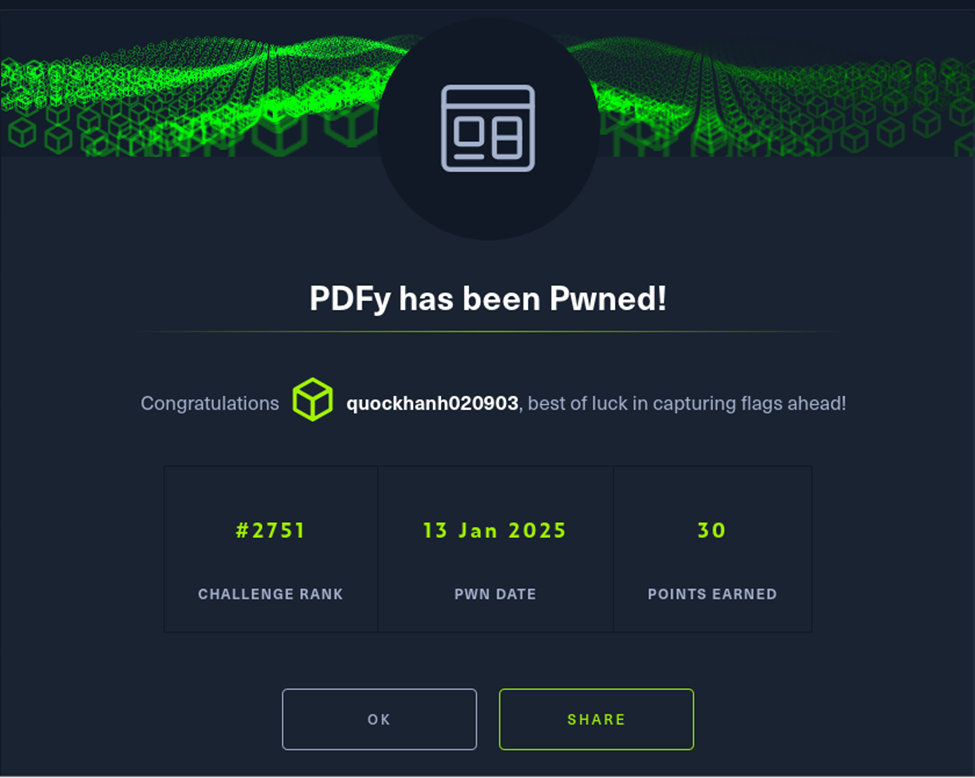 PDFy has been Pwned!
Congratulations quockhanh020903, best of luck in capturing flags ahead!
#2751 13 Jan 2025 30
CHALLENGE RANK PWN DATE POINTS EARNED
OK SHARE